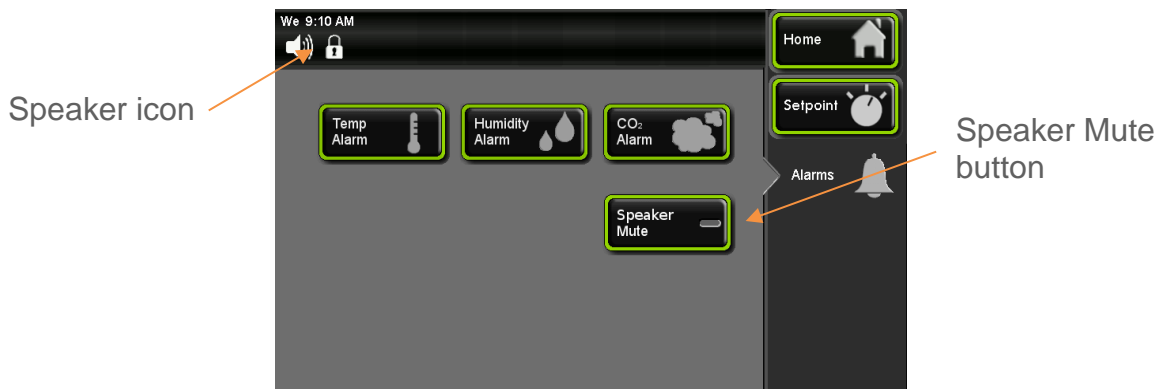 We 9:10 AM
Home
Speaker icon
Setpoint
Temp
Alarm
Humidity
Alarm
CO₂
Alarm
Speaker Mute
button
Alarms
Speaker
Mute